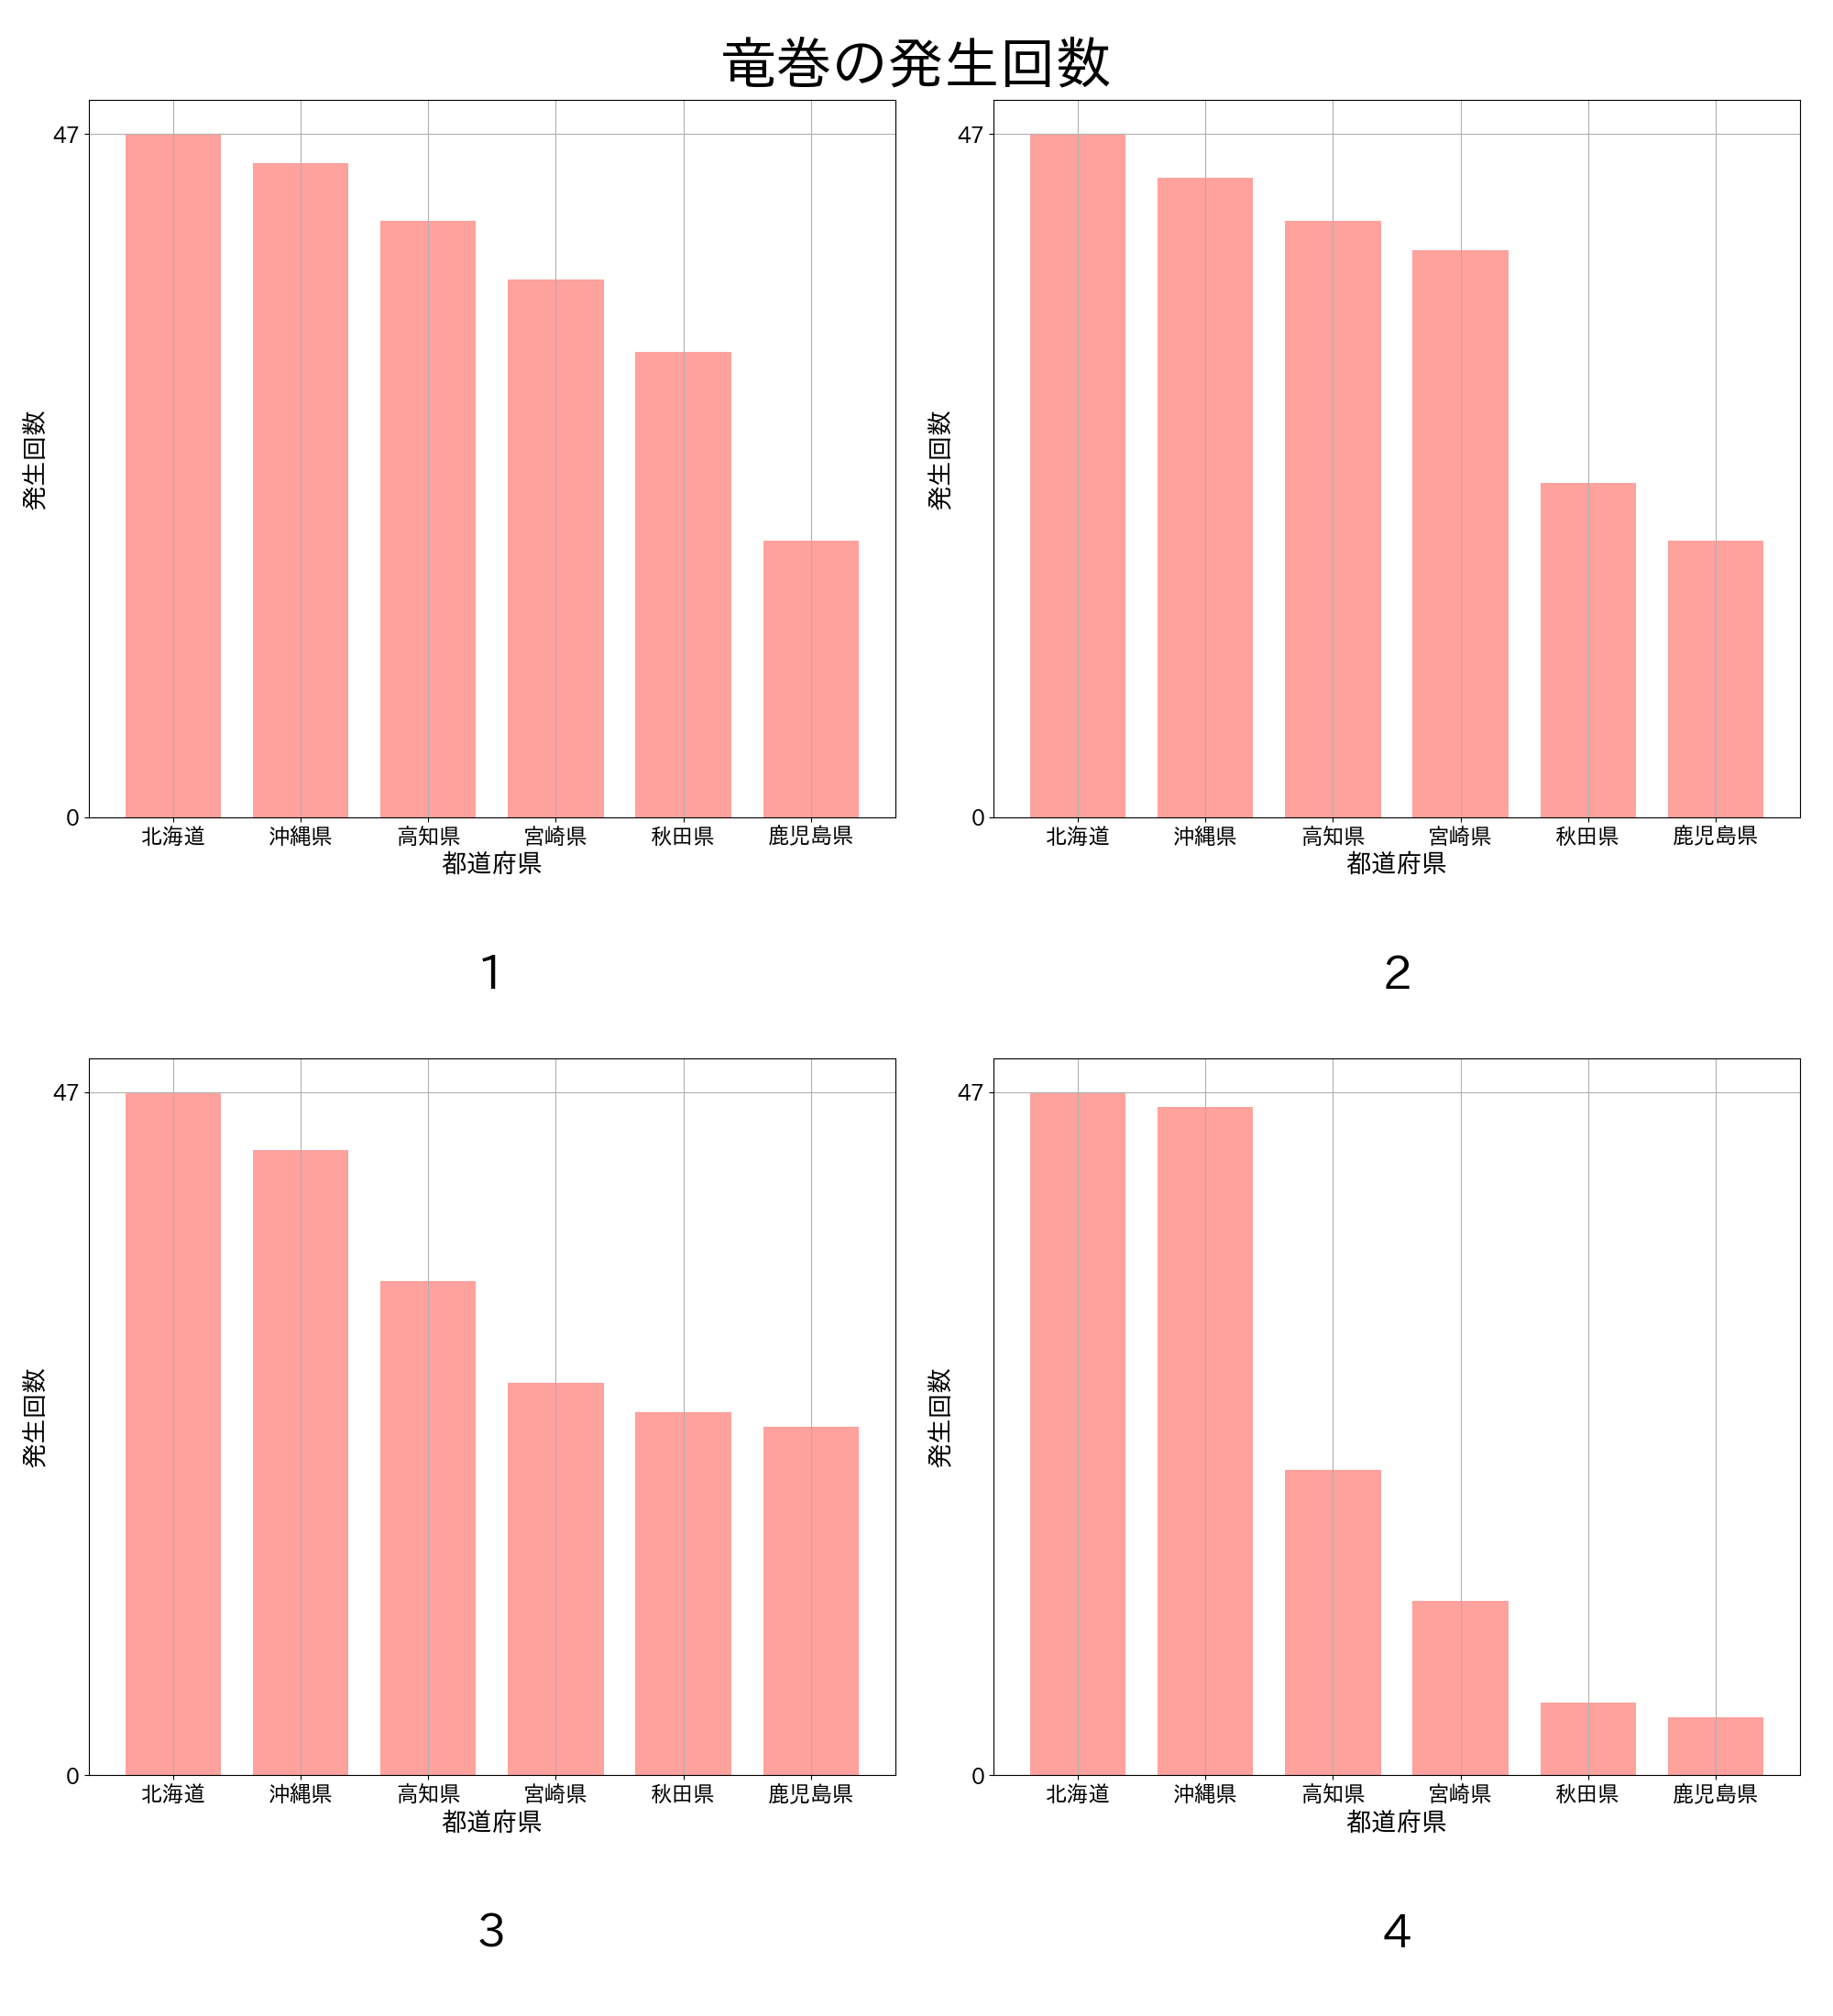 竜巻の発生回数
47
0
発生回数
北海道 沖縄県 高知県 宮崎県 秋田県 鹿児島県
都道府県
1
47
0
発生回数
北海道 沖縄県 高知県 宮崎県 秋田県 鹿児島県
都道府県
2
47
0
発生回数
北海道 沖縄県 高知県 宮崎県 秋田県 鹿児島県
都道府県
3
47
0
発生回数
北海道 沖縄県 高知県 宮崎県 秋田県 鹿児島県
都道府県
4